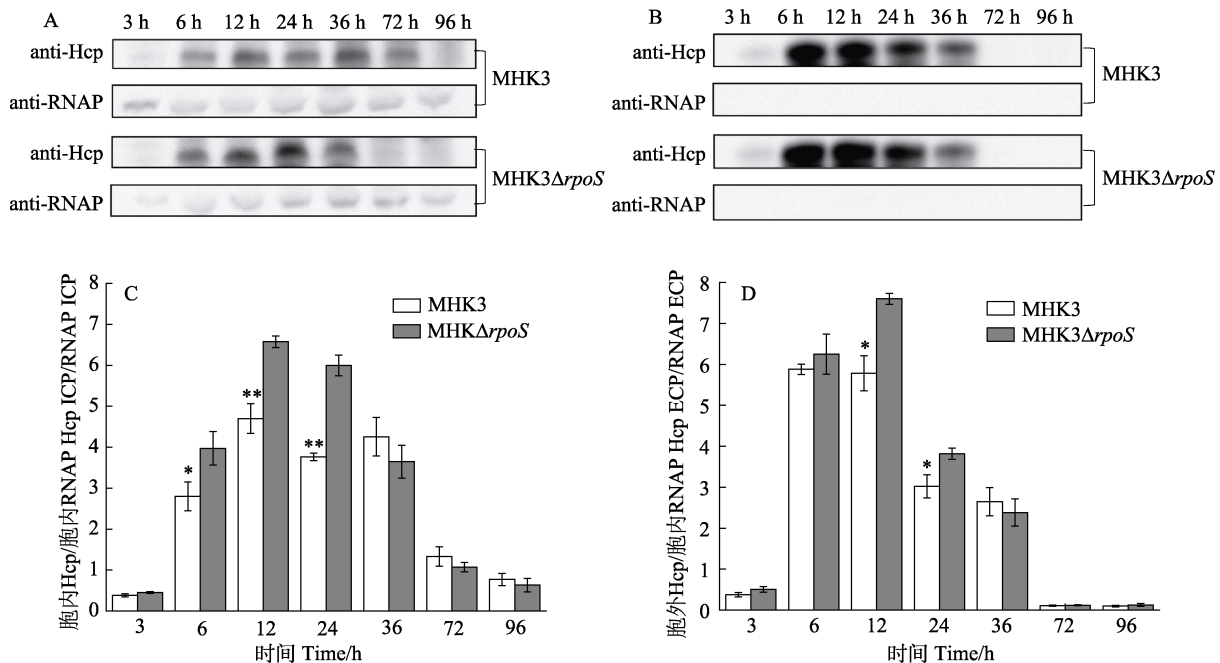 A
3 h 6 h 12 h 24 h 36 h 72 h 96 h
anti-Hcp
MHK3
anti-RNAP
anti-Hcp
MHK3ΔrpoS
anti-RNAP
B
3 h 6 h 12 h 24 h 36 h 72 h 96 h
anti-Hcp
MHK3
anti-RNAP
anti-Hcp
MHK3ΔrpoS
anti-RNAP
C
胞内Hcp/胞内RNAP Hcp ICP/RNAP ICP
8
7
6
5
4
3
2
1
0
MHK3
MHKΔrpoS
*
**
**
3 6 12 24 36 72 96
时间 Time/h
D
胞外Hcp/胞内RNAP Hcp ECP/RNAP ECP
8
7
6
5
4
3
2
1
0
MHK3
MHK3ΔrpoS
*
*
3 6 12 24 36 72 96
时间 Time/h